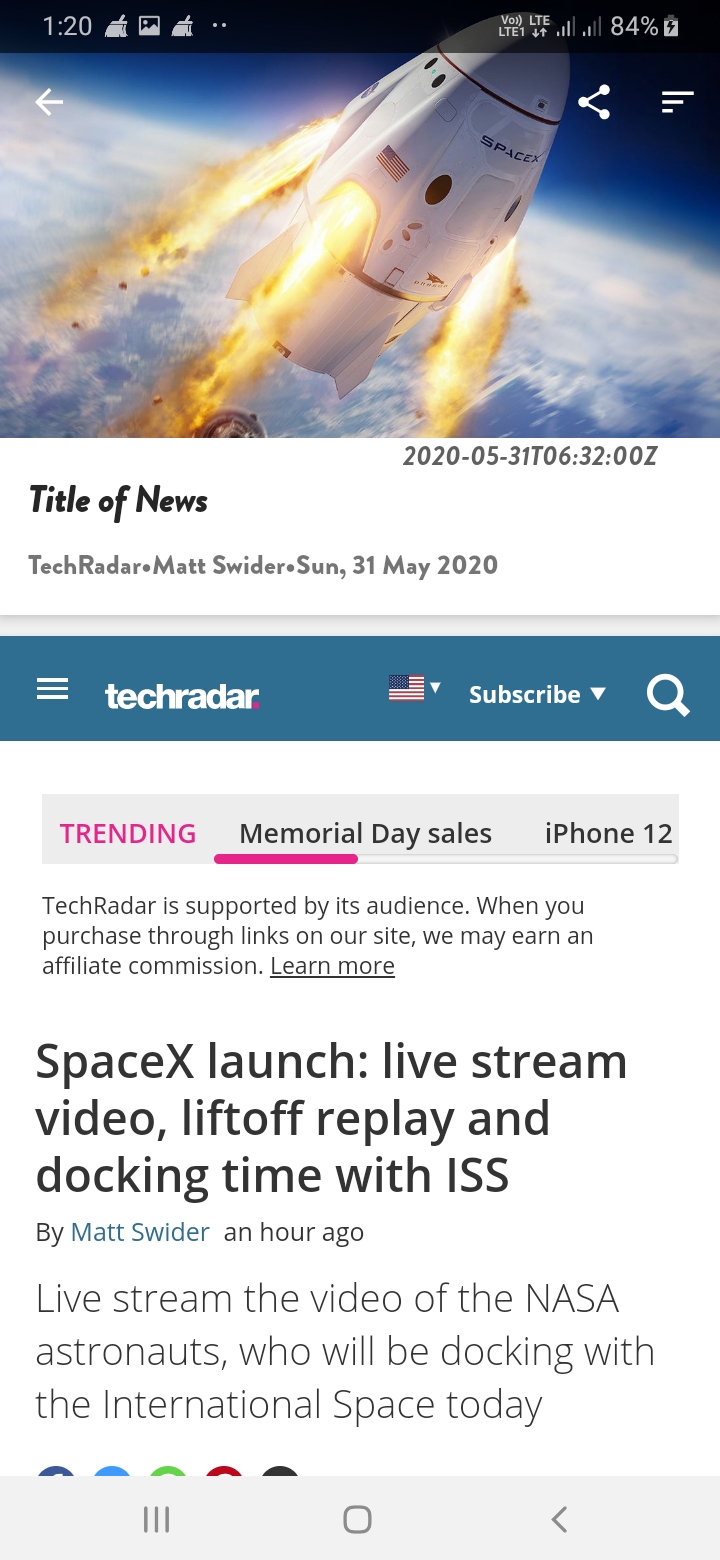 1:20
Vo)) LTE
LTE1
84%
SPACEX
DRAGON
2020-05-31T06:32:00Z
Title of News
TechRadar•Matt Swider•Sun, 31 May 2020
techradar.
Subscribe
TRENDING Memorial Day sales iPhone 12
TechRadar is supported by its audience. When you
purchase through links on our site, we may earn an
affiliate commission. Learn more
SpaceX launch: live stream
video, liftoff replay and
docking time with ISS
By Matt Swider an hour ago
Live stream the video of the NASA
astronauts, who will be docking with
the International Space today